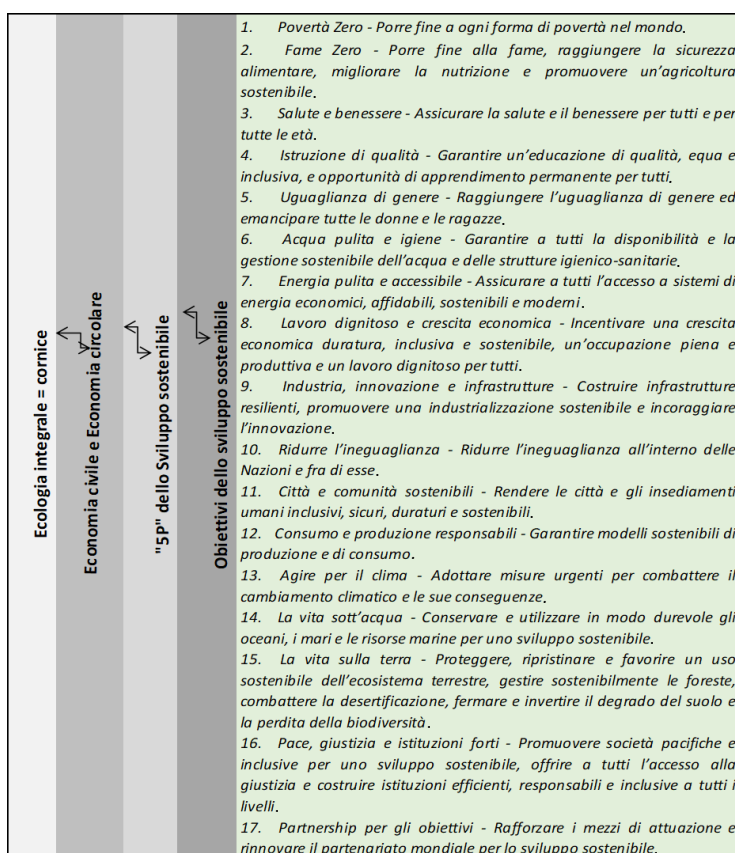 Ecologia integrale = cornice
Economia civile e Economia circolare
"5P" dello Sviluppo sostenibile
Obiettivi dello sviluppo sostenibile
1. Povertà Zero - Porre fine a ogni forma di povertà nel mondo.
2. Fame Zero - Porre fine alla fame, raggiungere la sicurezza
alimentare, migliorare la nutrizione e promuovere un'agricoltura
sostenibile.
3. Salute e benessere - Assicurare la salute e il benessere per tutti e per
tutte le età.
4. Istruzione di qualità - Garantire un'educazione di qualità, equa e
inclusiva, e opportunità di apprendimento permanente per tutti.
5. Uguaglianza di genere - Raggiungere l'uguaglianza di genere ed
emancipare tutte le donne e le ragazze.
6. Acqua pulita e igiene - Garantire a tutti la disponibilità e la
gestione sostenibile dell'acqua e delle strutture igienico-sanitarie.
7. Energia pulita e accessibile - Assicurare a tutti l'accesso a sistemi di
energia economici, affidabili, sostenibili e moderni.
8. Lavoro dignitoso e crescita economica - Incentivare una crescita
economica duratura, inclusiva e sostenibile, un'occupazione piena e
produttiva e un lavoro dignitoso per tutti.
9. Industria, innovazione e infrastrutture - Costruire infrastrutture
resilienti, promuovere una industrializzazione sostenibile e incoraggiare
l'innovazione.
10. Ridurre l'ineguaglianza - Ridurre l'ineguaglianza all'interno delle
Nazioni e fra di esse.
11. Città e comunità sostenibili - Rendere le città e gli insediamenti
umani inclusivi, sicuri, duraturi e sostenibili.
12. Consumo e produzione responsabili - Garantire modelli sostenibili di
produzione e di consumo.
13. Agire per il clima - Adottare misure urgenti per combattere il
cambiamento climatico e le sue conseguenze.
14. La vita sott'acqua - Conservare e utilizzare in modo durevole gli
oceani, i mari e le risorse marine per uno sviluppo sostenibile.
15. La vita sulla terra - Proteggere, ripristinare e favorire un uso
sostenibile dell'ecosistema terrestre, gestire sostenibilmente le foreste,
combattere la desertificazione, fermare e invertire il degrado del suolo e
la perdita della biodiversità.
16. Pace, giustizia e istituzioni forti - Promuovere società pacifiche e
inclusive per uno sviluppo sostenibile, offrire a tutti l'accesso alla
giustizia e costruire istituzioni efficienti, responsabili e inclusive a tutti i
livelli.
17. Partnership per gli obiettivi - Rafforzare i mezzi di attuazione e
rinnovare il partenariato mondiale per lo sviluppo sostenibile.